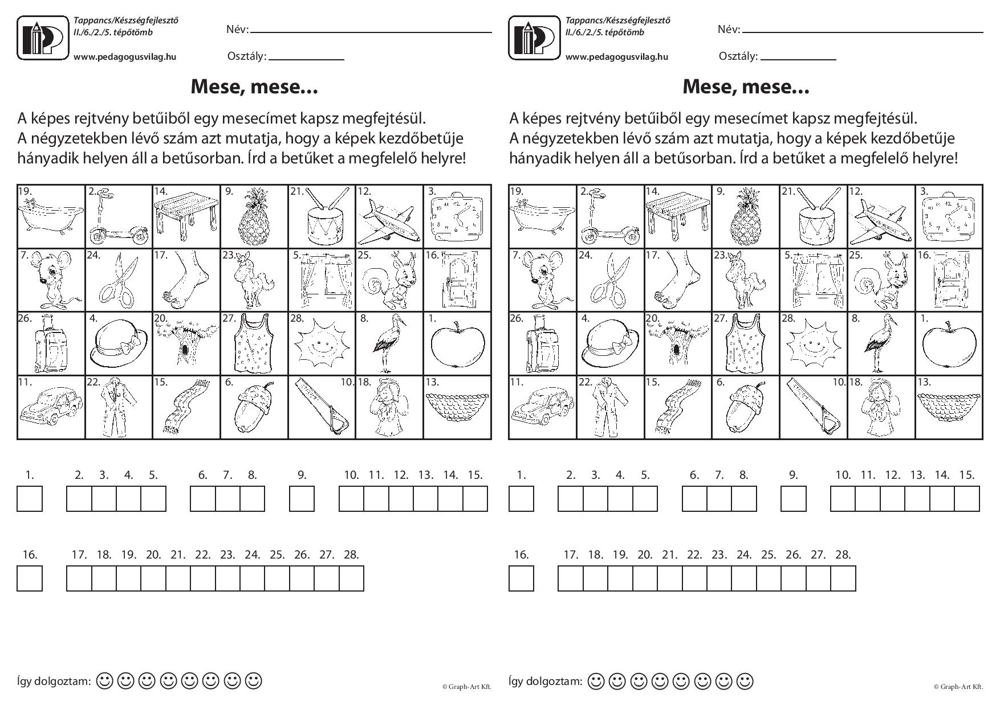 Tappancs/Készségfejlesztő
II./6./2./5. tépőtömb
www.pedagogusvilag.hu
Név:
Osztály:
Mese, mese...
A képes rejtvény betűiből egy mesecímet kapsz megfejtésül.
A négyzetekben lévő szám azt mutatja, hogy a képek kezdőbetűje
hányadik helyen áll a betűsorban. Írd a betűket a megfelelő helyre!
19. 2. 14. 9. 21. 12. 3.
7. 24. 17. 23. 5. 25. 16.
26. 4. 20. 27. 28. 8. 1.
11. 22. 15. 6. 10. 18. 13.
1. 2. 3. 4. 5. 6. 7. 8. 9. 10. 11. 12. 13. 14. 15.
16. 17. 18. 19. 20. 21. 22. 23. 24. 25. 26. 27. 28.
Így dolgoztam:
© Graph-Art Kft.
Tappancs/Készségfejlesztő
II./6./2./5. tépőtömb
www.pedagogusvilag.hu
Név:
Osztály:
Mese, mese...
A képes rejtvény betűiből egy mesecímet kapsz megfejtésül.
A négyzetekben lévő szám azt mutatja, hogy a képek kezdőbetűje
hányadik helyen áll a betűsorban. Írd a betűket a megfelelő helyre!
19. 2. 14. 9. 21. 12. 3.
7. 24. 17. 23. 5. 25. 16.
26. 4. 20. 27. 28. 8. 1.
11. 22. 15. 6. 10. 18. 13.
1. 2. 3. 4. 5. 6. 7. 8. 9. 10. 11. 12. 13. 14. 15.
16. 17. 18. 19. 20. 21. 22. 23. 24. 25. 26. 27. 28.
Így dolgoztam:
© Graph-Art Kft.